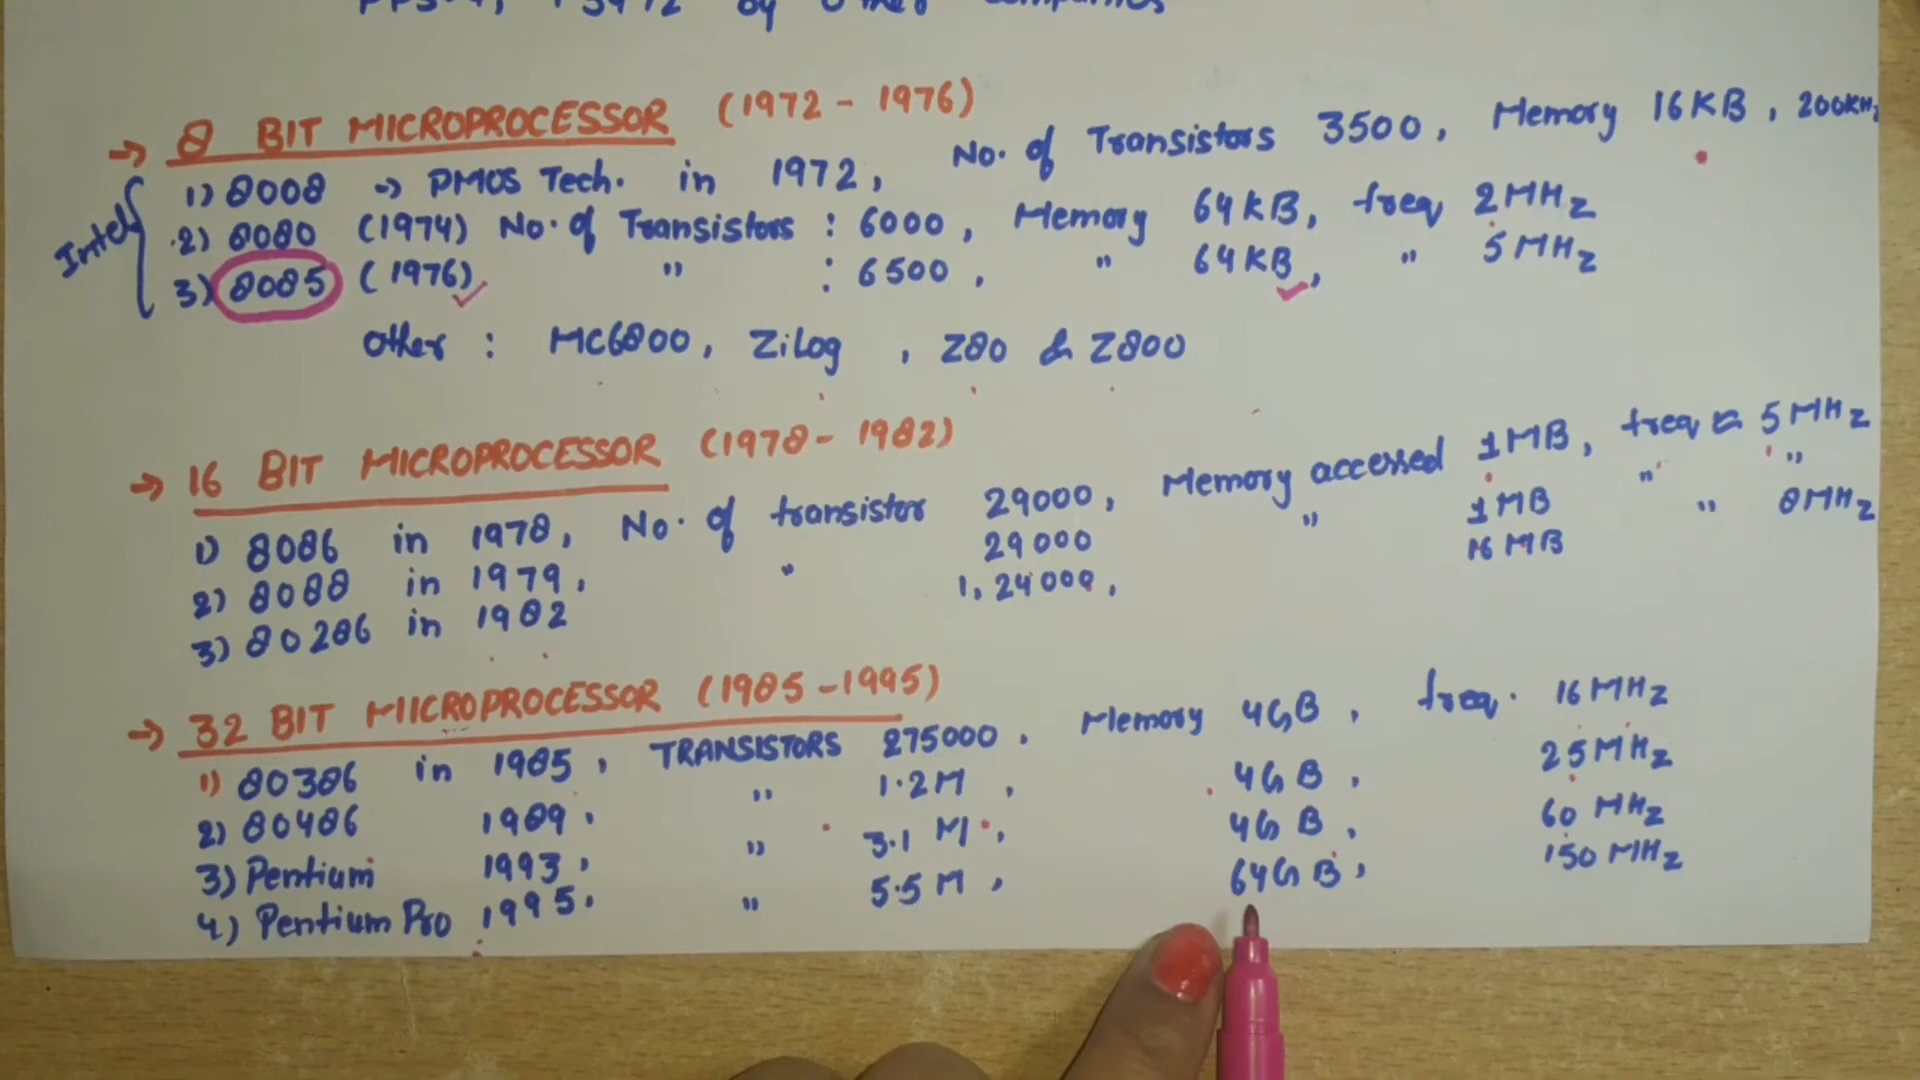 by other companies
→ 8 BIT MICROPROCESSOR (1972 - 1976)
Intel
1) 8008 → PMOS Tech. in 1972, No. of Transistors 3500, Memory 16KB, 200KHz
2) 8080 (1974) No. of Transistors : 6000, Memory 64KB, freq 2MHz
3) 8085 (1976) " : 6500, " 64KB, " 5MHz
Other : MC6800, Zilog, Z80 & Z800
→ 16 BIT MICROPROCESSOR (1978 - 1982)
1) 8086 in 1978, No. of transistor 29000, Memory accessed 1MB, freq = 5MHz
2) 8088 in 1979, " 29000 " 1MB " "
3) 80286 in 1982 1,24000, 16MB " 8MHz
→ 32 BIT MICROPROCESSOR (1985 - 1995)
1) 80386 in 1985, TRANSISTORS 275000, Memory 4GB, freq. 16MHz
2) 80486 1989, " 1.2M, 4GB, 25MHz
3) Pentium 1993, " 3.1 M, 4GB, 60 MHz
4) Pentium Pro 1995, " 5.5M, 64GB, 150 MHz